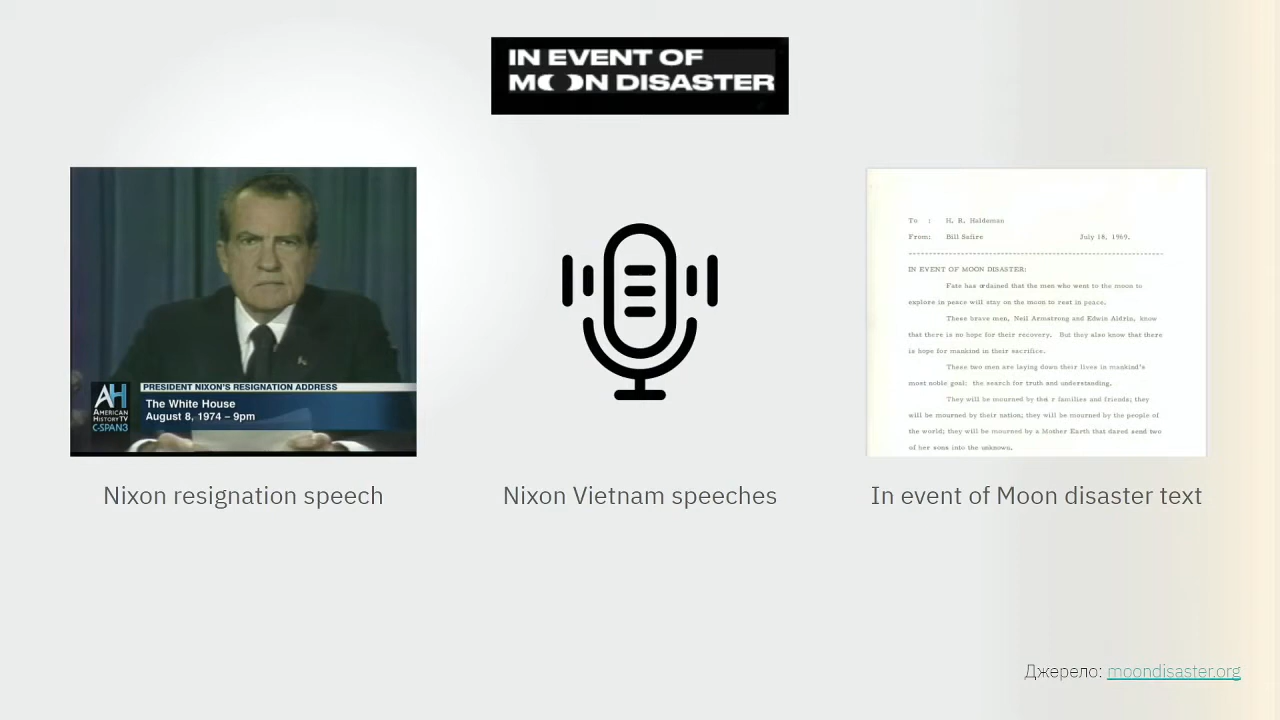 IN EVENT OF
MOON DISASTER
PRESIDENT NIXON'S RESIGNATION ADDRESS
The White House
August 8, 1974 – 9pm
AH
AMERICAN
HISTORY TV
C-SPAN3
To : H. R. Haldeman
From: Bill Safire July 18, 1969.
IN EVENT OF MOON DISASTER:
Fate has ordained that the men who went to the moon to
explore in peace will stay on the moon to rest in peace.
These brave men, Neil Armstrong and Edwin Aldrin, know
that there is no hope for their recovery. But they also know that there
is hope for mankind in their sacrifice.
These two men are laying down their lives in mankind's
most noble goal: the search for truth and understanding.
They will be mourned by their families and friends; they
will be mourned by their nation; they will be mourned by the people of
the world; they will be mourned by a Mother Earth that dared send two
of her sons into the unknown.
Nixon resignation speech
Nixon Vietnam speeches
In event of Moon disaster text
Джерело: moondisaster.org